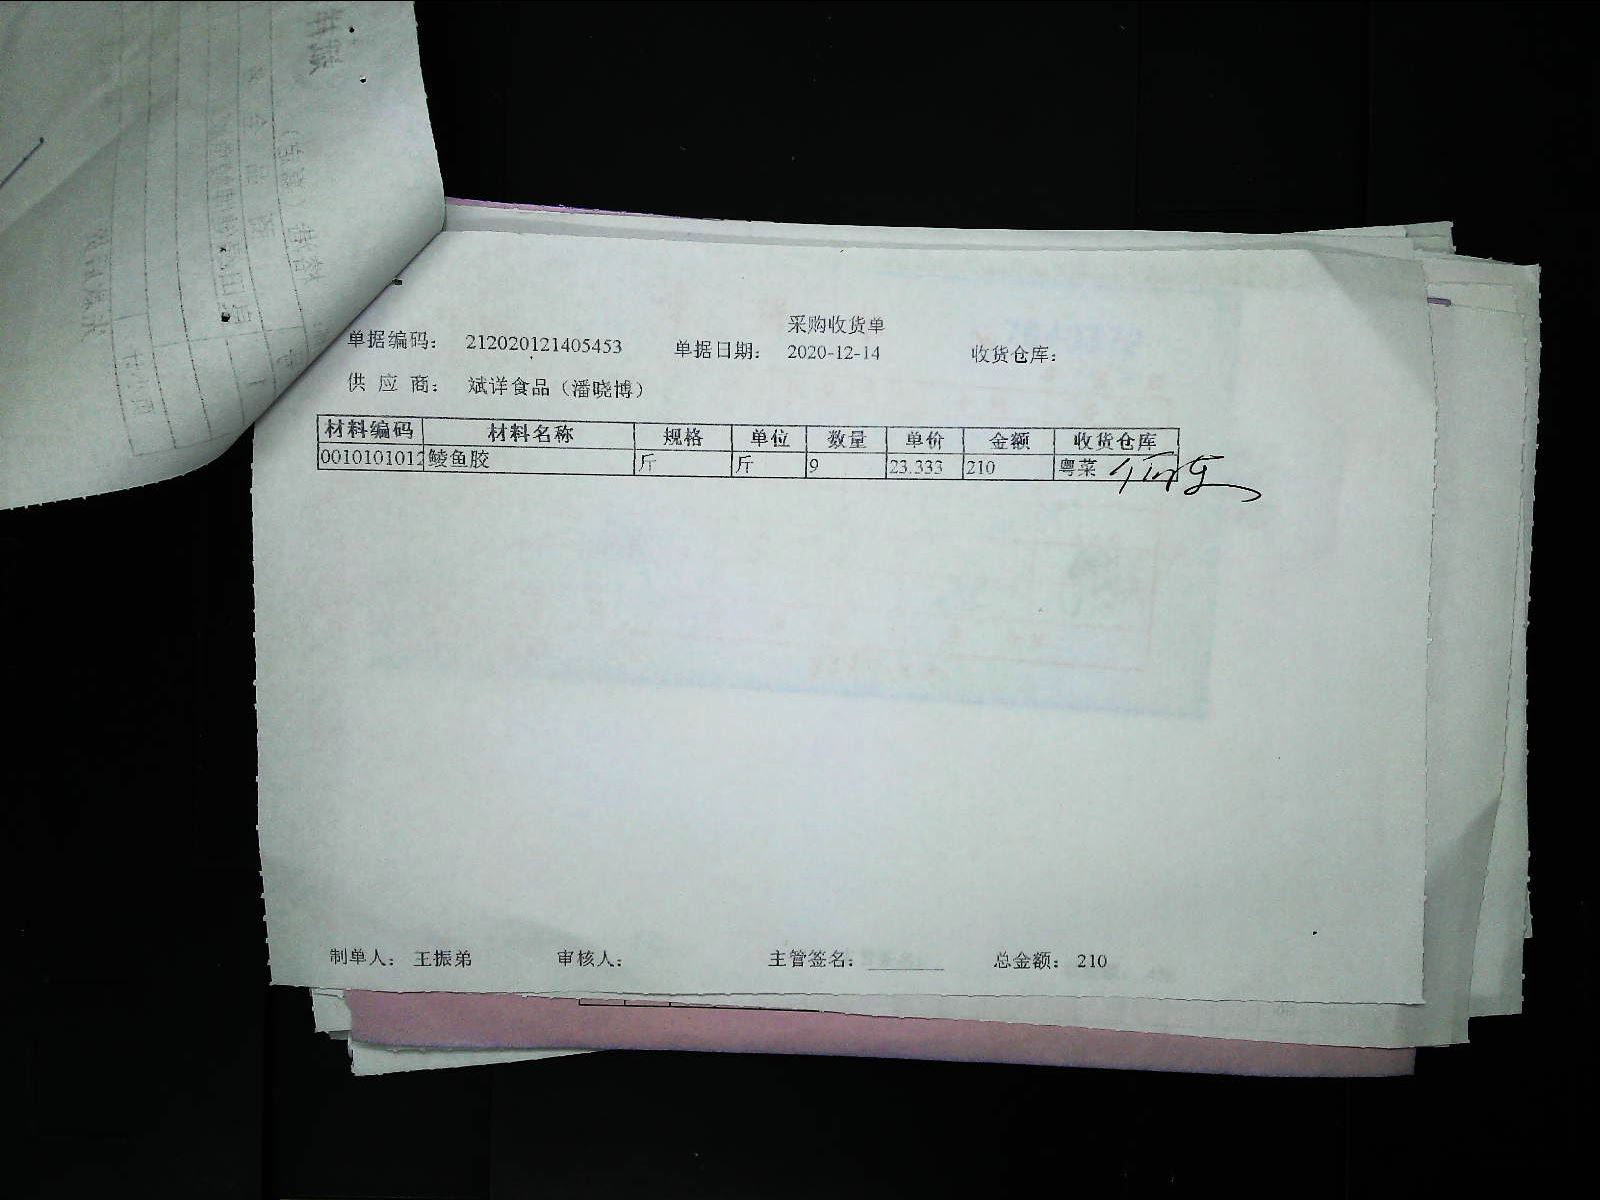 采购收货单
单据编码： 212020121405453 单据日期： 2020-12-14 收货仓库：
供 应 商： 斌详食品（潘晓博）
材料编码 材料名称 规格 单位 数量 单价 金额 收货仓库
0010101012 鲮鱼胶 斤 斤 9 23.333 210 粤菜
制单人： 王振弟 审核人： 主管签名： 总金额： 210